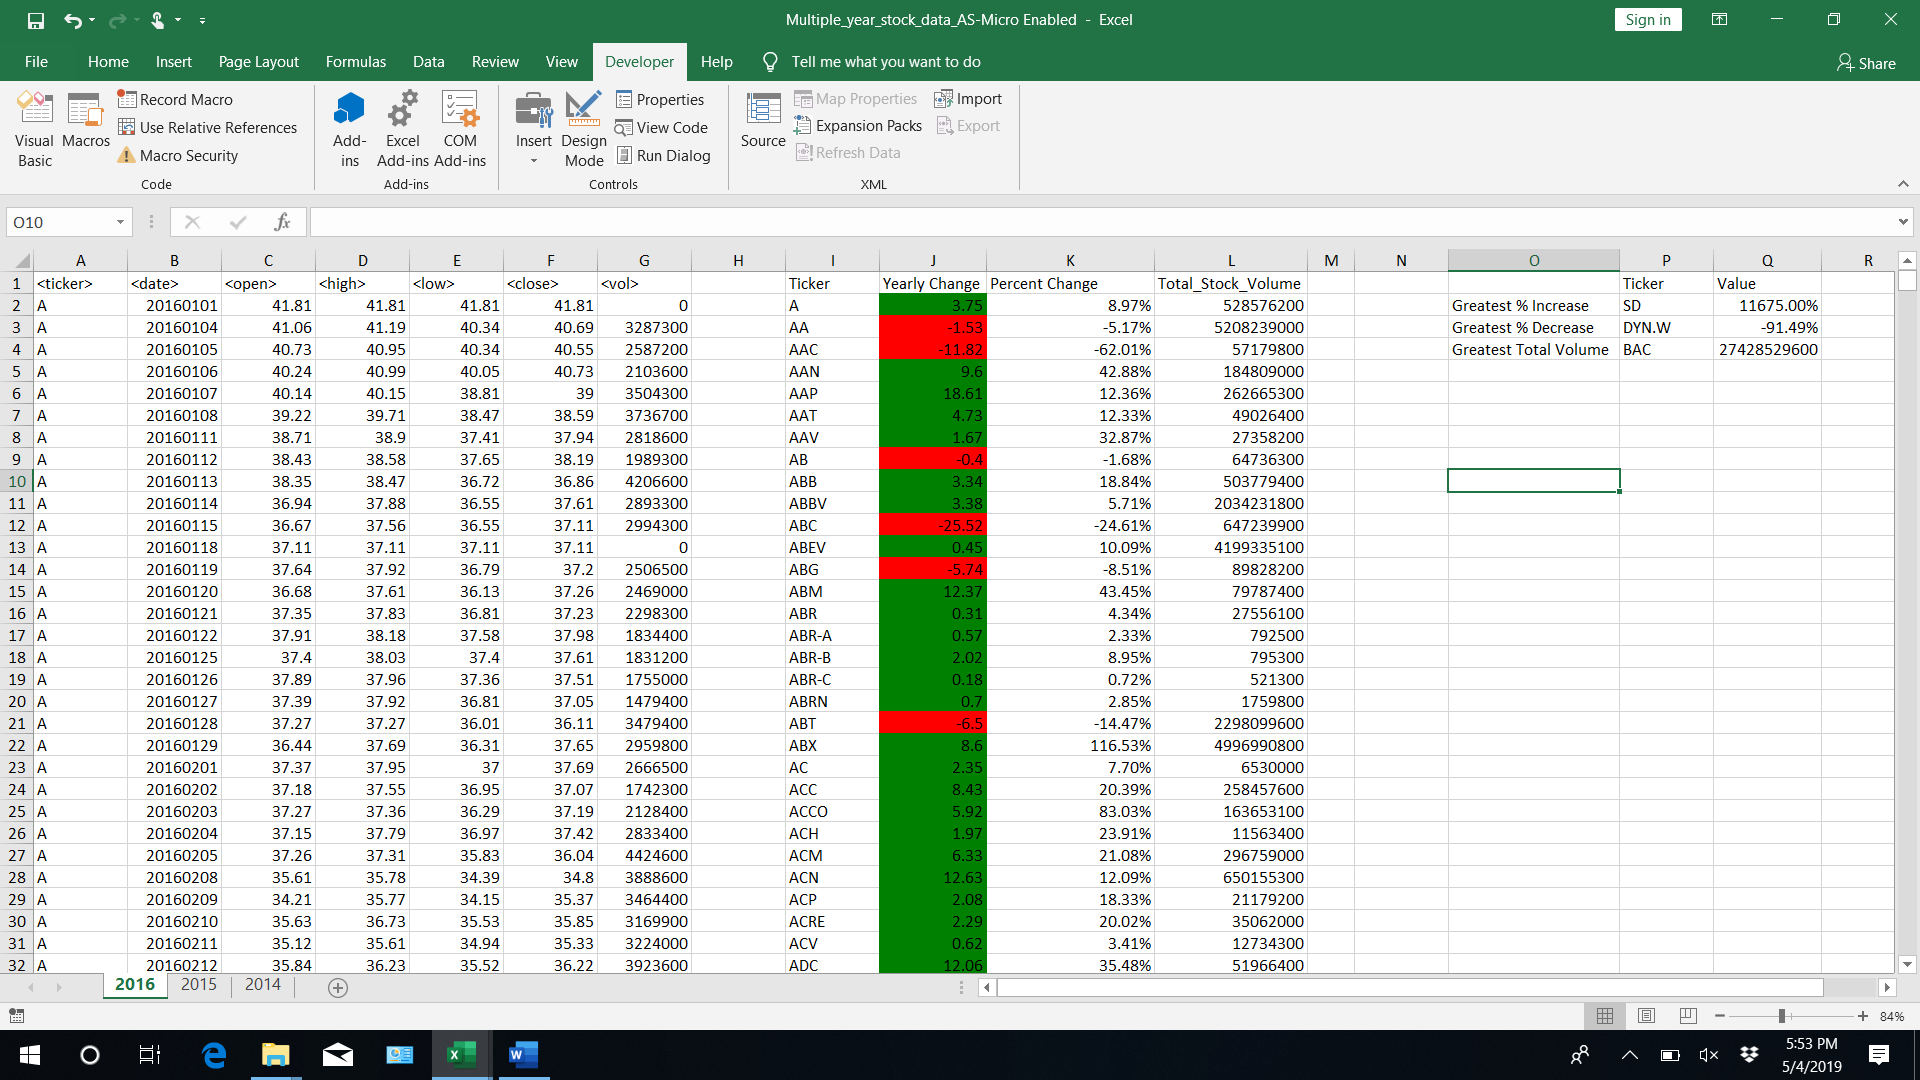 Multiple_year_stock_data_AS-Micro Enabled - Excel
Sign in
File Home Insert Page Layout Formulas Data Review View Developer Help Tell me what you want to do Share
Visual Basic Macros Record Macro Use Relative References Macro Security
Add-ins Excel Add-ins COM Add-ins
Insert Design Mode Properties View Code Run Dialog
Source Map Properties Expansion Packs Refresh Data Import Export
Code Add-ins Controls XML
O10 fx
A B C D E F G H I J K L M N O P Q R
1 <ticker> <date> <open> <high> <low> <close> <vol> Ticker Yearly Change Percent Change Total_Stock_Volume Ticker Value
2 A 20160101 41.81 41.81 41.81 41.81 0 A 3.75 8.97% 528576200 Greatest % Increase SD 11675.00%
3 A 20160104 41.06 41.19 40.34 40.69 3287300 AA -1.53 -5.17% 5208239000 Greatest % Decrease DYN.W -91.49%
4 A 20160105 40.73 40.95 40.34 40.55 2587200 AAC -11.82 -62.01% 57179800 Greatest Total Volume BAC 27428529600
5 A 20160106 40.24 40.99 40.05 40.73 2103600 AAN 9.6 42.88% 184809000
6 A 20160107 40.14 40.15 38.81 39 3504300 AAP 18.61 12.36% 262665300
7 A 20160108 39.22 39.71 38.47 38.59 3736700 AAT 4.73 12.33% 49026400
8 A 20160111 38.71 38.9 37.41 37.94 2818600 AAV 1.67 32.87% 27358200
9 A 20160112 38.43 38.58 37.65 38.19 1989300 AB -0.4 -1.68% 64736300
10 A 20160113 38.35 38.47 36.72 36.86 4206600 ABB 3.34 18.84% 503779400
11 A 20160114 36.94 37.88 36.55 37.61 2893300 ABBV 3.38 5.71% 2034231800
12 A 20160115 36.67 37.56 36.55 37.11 2994300 ABC -25.52 -24.61% 647239900
13 A 20160118 37.11 37.11 37.11 37.11 0 ABEV 0.45 10.09% 4199335100
14 A 20160119 37.64 37.92 36.79 37.2 2506500 ABG -5.74 -8.51% 89828200
15 A 20160120 36.68 37.61 36.13 37.26 2469000 ABM 12.37 43.45% 79787400
16 A 20160121 37.35 37.83 36.81 37.23 2298300 ABR 0.31 4.34% 27556100
17 A 20160122 37.91 38.18 37.58 37.98 1834400 ABR-A 0.57 2.33% 792500
18 A 20160125 37.4 38.03 37.4 37.61 1831200 ABR-B 2.02 8.95% 795300
19 A 20160126 37.89 37.96 37.36 37.51 1755000 ABR-C 0.18 0.72% 521300
20 A 20160127 37.39 37.92 36.81 37.05 1479400 ABRN 0.7 2.85% 1759800
21 A 20160128 37.27 37.27 36.01 36.11 3479400 ABT -6.5 -14.47% 2298099600
22 A 20160129 36.44 37.69 36.31 37.65 2959800 ABX 8.6 116.53% 4996990800
23 A 20160201 37.37 37.95 37 37.69 2666500 AC 2.35 7.70% 6530000
24 A 20160202 37.18 37.55 36.95 37.07 1742300 ACC 8.43 20.39% 258457600
25 A 20160203 37.27 37.36 36.29 37.19 2128400 ACCO 5.92 83.03% 163653100
26 A 20160204 37.15 37.79 36.97 37.42 2833400 ACH 1.97 23.91% 11563400
27 A 20160205 37.26 37.31 35.83 36.04 4424600 ACM 6.33 21.08% 296759000
28 A 20160208 35.61 35.78 34.39 34.8 3888600 ACN 12.63 12.09% 650155300
29 A 20160209 34.21 35.77 34.15 35.37 3464400 ACP 2.08 18.33% 21179200
30 A 20160210 35.63 36.73 35.53 35.85 3169900 ACRE 2.29 20.02% 35062000
31 A 20160211 35.12 35.61 34.94 35.33 3224000 ACV 0.62 3.41% 12734300
32 A 20160212 35.84 36.23 35.52 36.22 3923600 ADC 12.06 35.48% 51966400
2016 2015 2014
84%
5:53 PM
5/4/2019